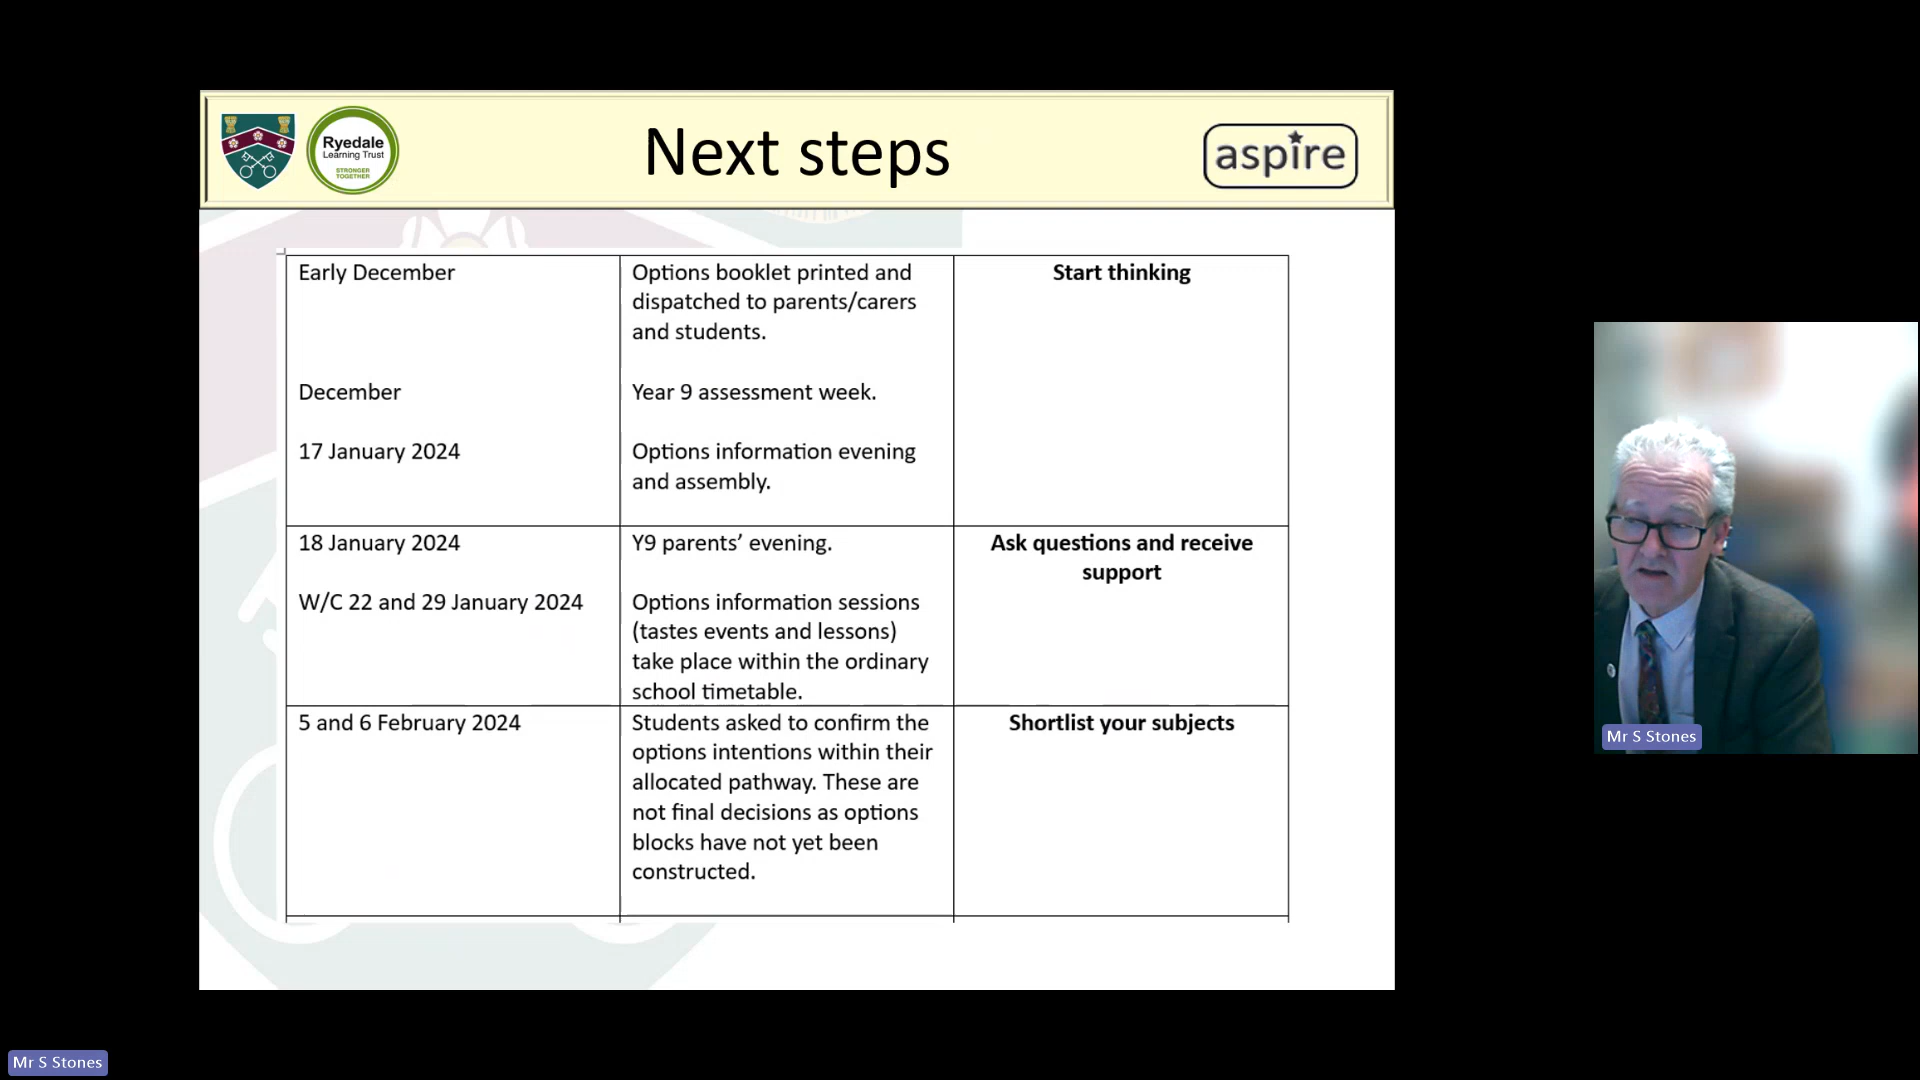 Ryedale
Learning Trust
STRONGER
TOGETHER
Next steps
aspire
Early December
Options booklet printed and
dispatched to parents/carers
and students.
Start thinking
December
Year 9 assessment week.
17 January 2024
Options information evening
and assembly.
18 January 2024
Y9 parents’ evening.
Ask questions and receive
support
W/C 22 and 29 January 2024
Options information sessions
(tastes events and lessons)
take place within the ordinary
school timetable.
5 and 6 February 2024
Students asked to confirm the
options intentions within their
allocated pathway. These are
not final decisions as options
blocks have not yet been
constructed.
Shortlist your subjects
Mr S Stones
Mr S Stones